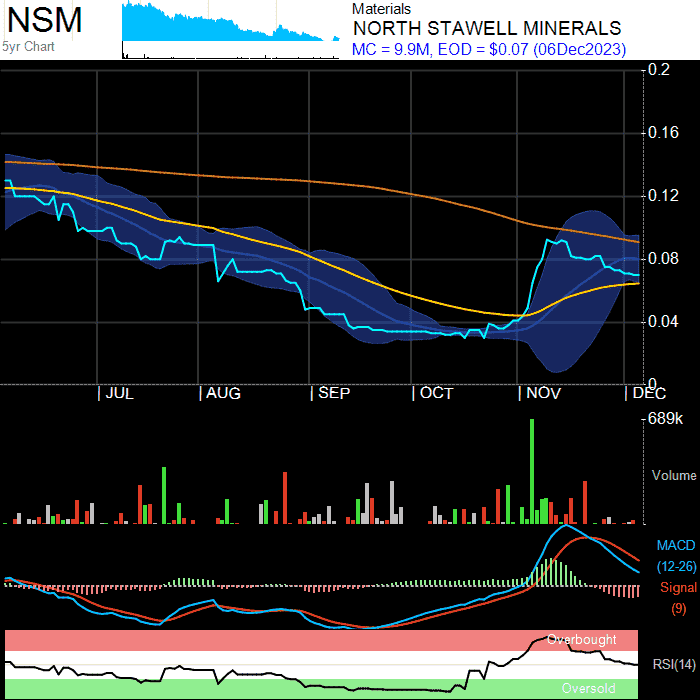 NSM
5yr Chart
Materials
NORTH STAWELL MINERALS
MC = 9.9M, EOD = $0.07 (06Dec2023)
0.2
0.16
0.12
0.08
0.04
0
| JUL | AUG | SEP | OCT | NOV | DEC
689k
Volume
MACD
(12-26)
Signal
(9)
Overbought
RSI(14)
Oversold